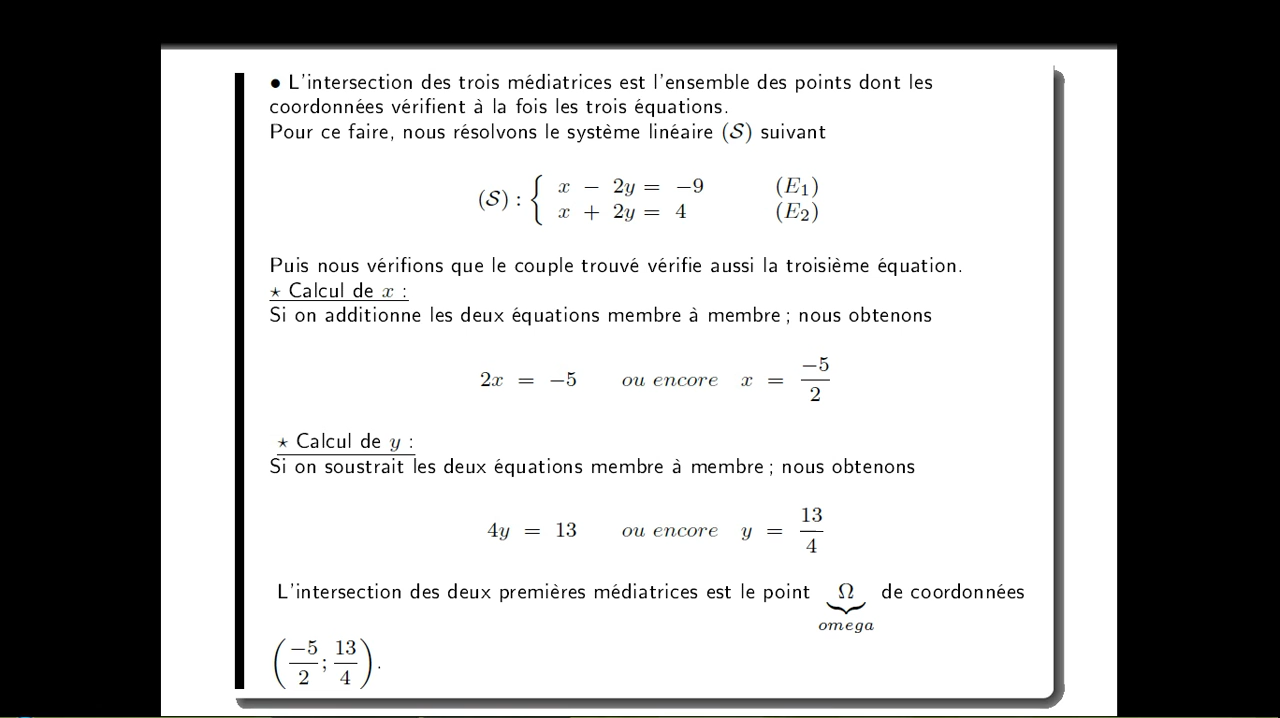 • L'intersection des trois médiatrices est l'ensemble des points dont les
coordonnées vérifient à la fois les trois équations.
Pour ce faire, nous résolvons le système linéaire (S) suivant
(S) : { x − 2y = −9 (E₁)
x + 2y = 4 (E₂)
Puis nous vérifions que le couple trouvé vérifie aussi la troisième équation.
⋆ Calcul de x :
Si on additionne les deux équations membre à membre ; nous obtenons
2x = −5 ou encore x = −5/2
⋆ Calcul de y :
Si on soustrait les deux équations membre à membre ; nous obtenons
4y = 13 ou encore y = 13/4
L'intersection des deux premières médiatrices est le point Ω de coordonnées
omega
(−5/2 ; 13/4).